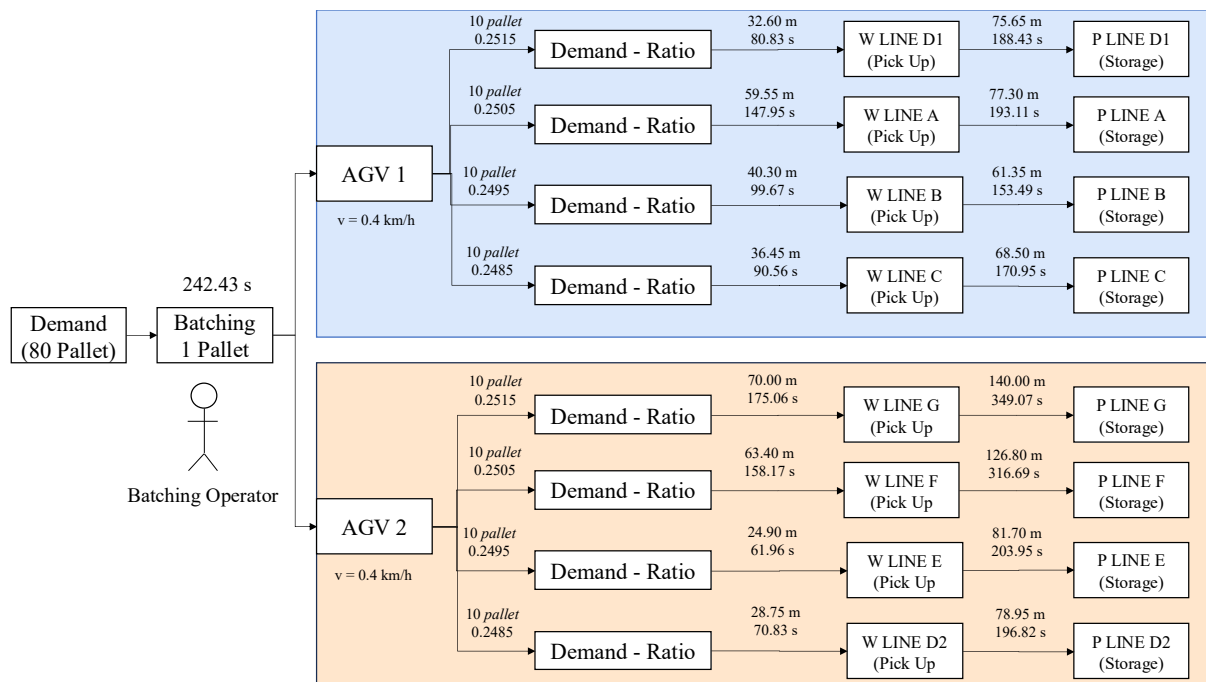 10 pallet
0.2515
Demand - Ratio
32.60 m
80.83 s
W LINE D1
(Pick Up)
75.65 m
188.43 s
P LINE D1
(Storage)
10 pallet
0.2505
Demand - Ratio
59.55 m
147.95 s
W LINE A
(Pick Up)
77.30 m
193.11 s
P LINE A
(Storage)
AGV 1
v = 0.4 km/h
10 pallet
0.2495
Demand - Ratio
40.30 m
99.67 s
W LINE B
(Pick Up)
61.35 m
153.49 s
P LINE B
(Storage)
10 pallet
0.2485
Demand - Ratio
36.45 m
90.56 s
W LINE C
(Pick Up)
68.50 m
170.95 s
P LINE C
(Storage)
242.43 s
Demand
(80 Pallet)
Batching
1 Pallet
Batching Operator
10 pallet
0.2515
Demand - Ratio
70.00 m
175.06 s
W LINE G
(Pick Up
140.00 m
349.07 s
P LINE G
(Storage)
10 pallet
0.2505
Demand - Ratio
63.40 m
158.17 s
W LINE F
(Pick Up
126.80 m
316.69 s
P LINE F
(Storage)
AGV 2
v = 0.4 km/h
10 pallet
0.2495
Demand - Ratio
24.90 m
61.96 s
W LINE E
(Pick Up
81.70 m
203.95 s
P LINE E
(Storage)
10 pallet
0.2485
Demand - Ratio
28.75 m
70.83 s
W LINE D2
(Pick Up
78.95 m
196.82 s
P LINE D2
(Storage)